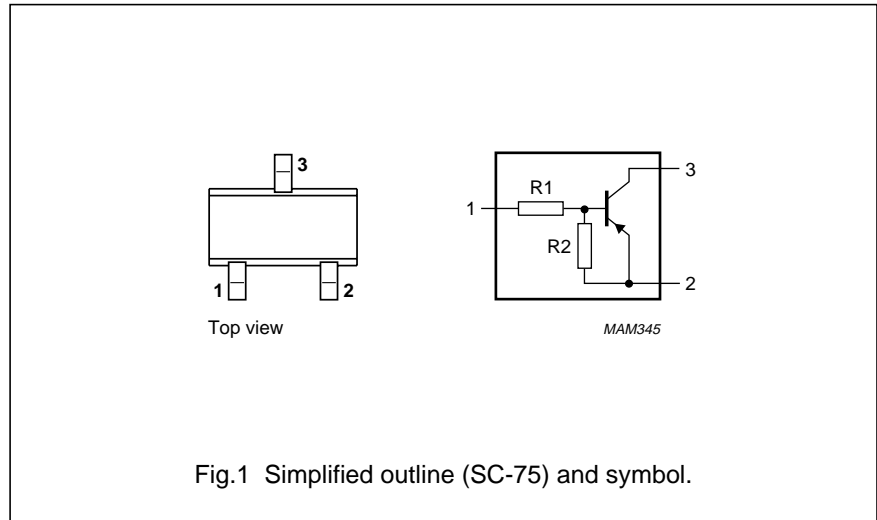 3
1
2
Top view
1
R1
R2
3
2
MAM345
Fig.1 Simplified outline (SC-75) and symbol.